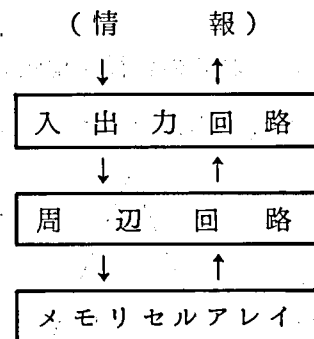 (情報)
↓ ↑
入出力回路
↓ ↑
周辺回路
↓ ↑
メモリセルアレイ